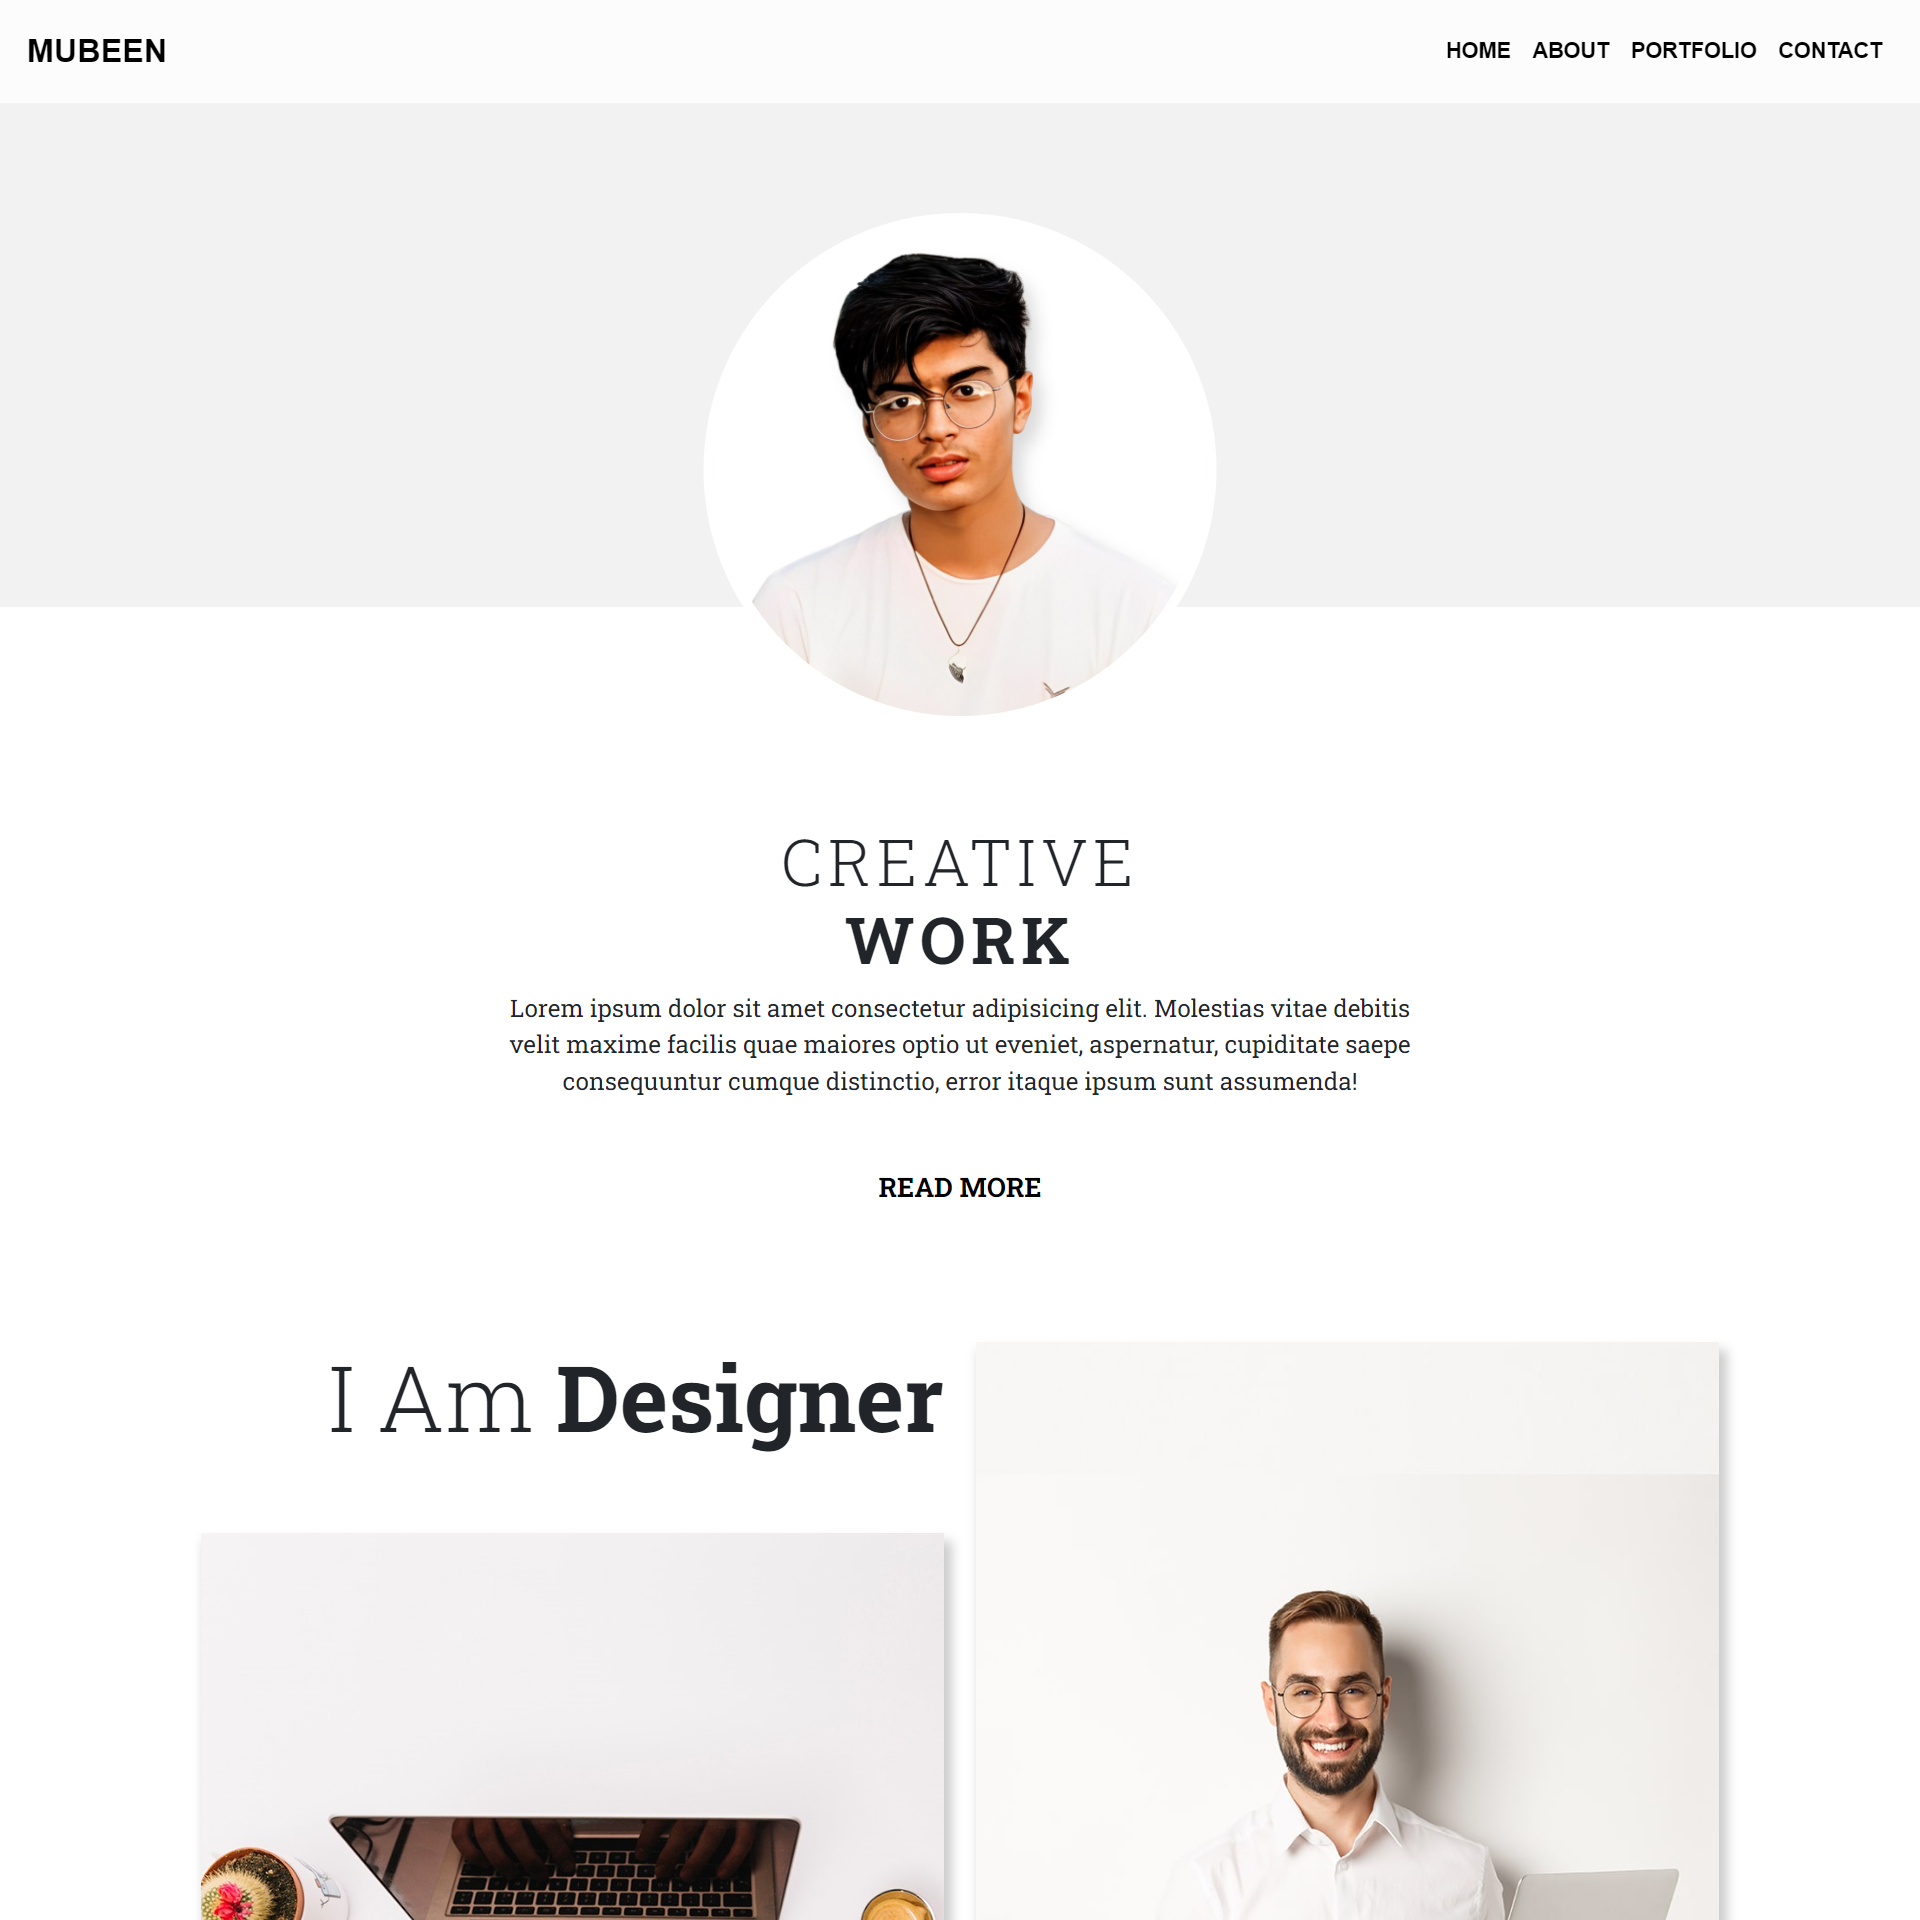 MUBEEN
HOME ABOUT PORTFOLIO CONTACT
CREATIVE
WORK
Lorem ipsum dolor sit amet consectetur adipisicing elit. Molestias vitae debitis
velit maxime facilis quae maiores optio ut eveniet, aspernatur, cupiditate saepe
consequuntur cumque distinctio, error itaque ipsum sunt assumenda!
READ MORE
I Am Designer